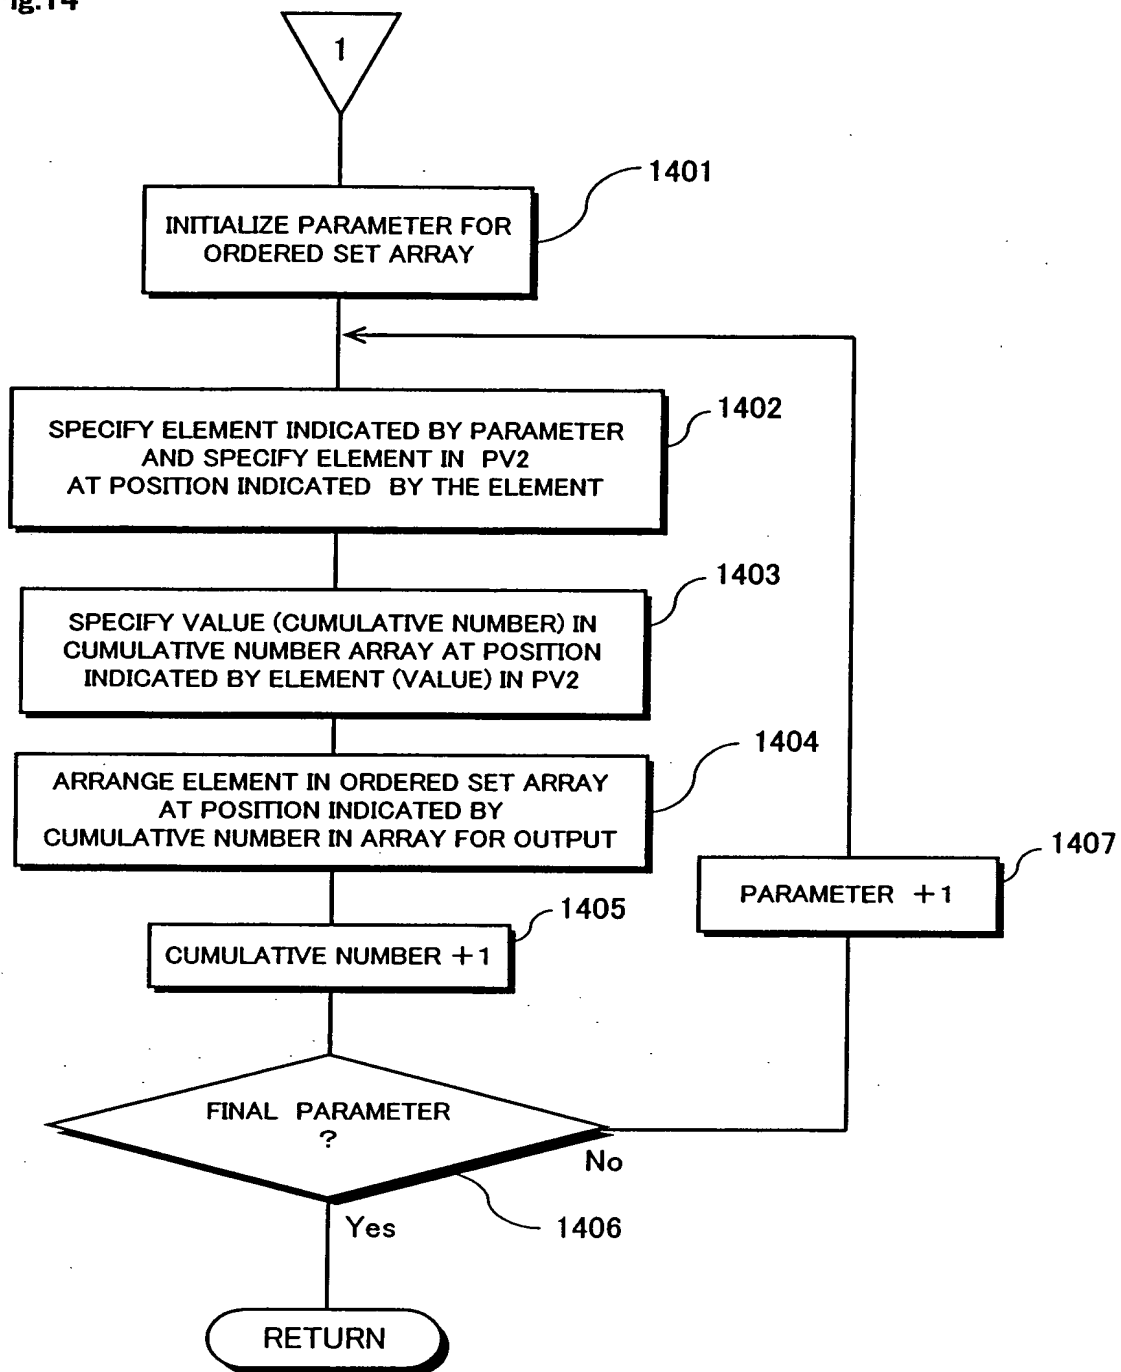 ig.14
1
1401
INITIALIZE PARAMETER FOR
ORDERED SET ARRAY
1402
SPECIFY ELEMENT INDICATED BY PARAMETER
AND SPECIFY ELEMENT IN PV2
AT POSITION INDICATED BY THE ELEMENT
1403
SPECIFY VALUE (CUMULATIVE NUMBER) IN
CUMULATIVE NUMBER ARRAY AT POSITION
INDICATED BY ELEMENT (VALUE) IN PV2
1404
ARRANGE ELEMENT IN ORDERED SET ARRAY
AT POSITION INDICATED BY
CUMULATIVE NUMBER IN ARRAY FOR OUTPUT
1407
PARAMETER +1
1405
CUMULATIVE NUMBER +1
FINAL PARAMETER
?
No
Yes
1406
RETURN